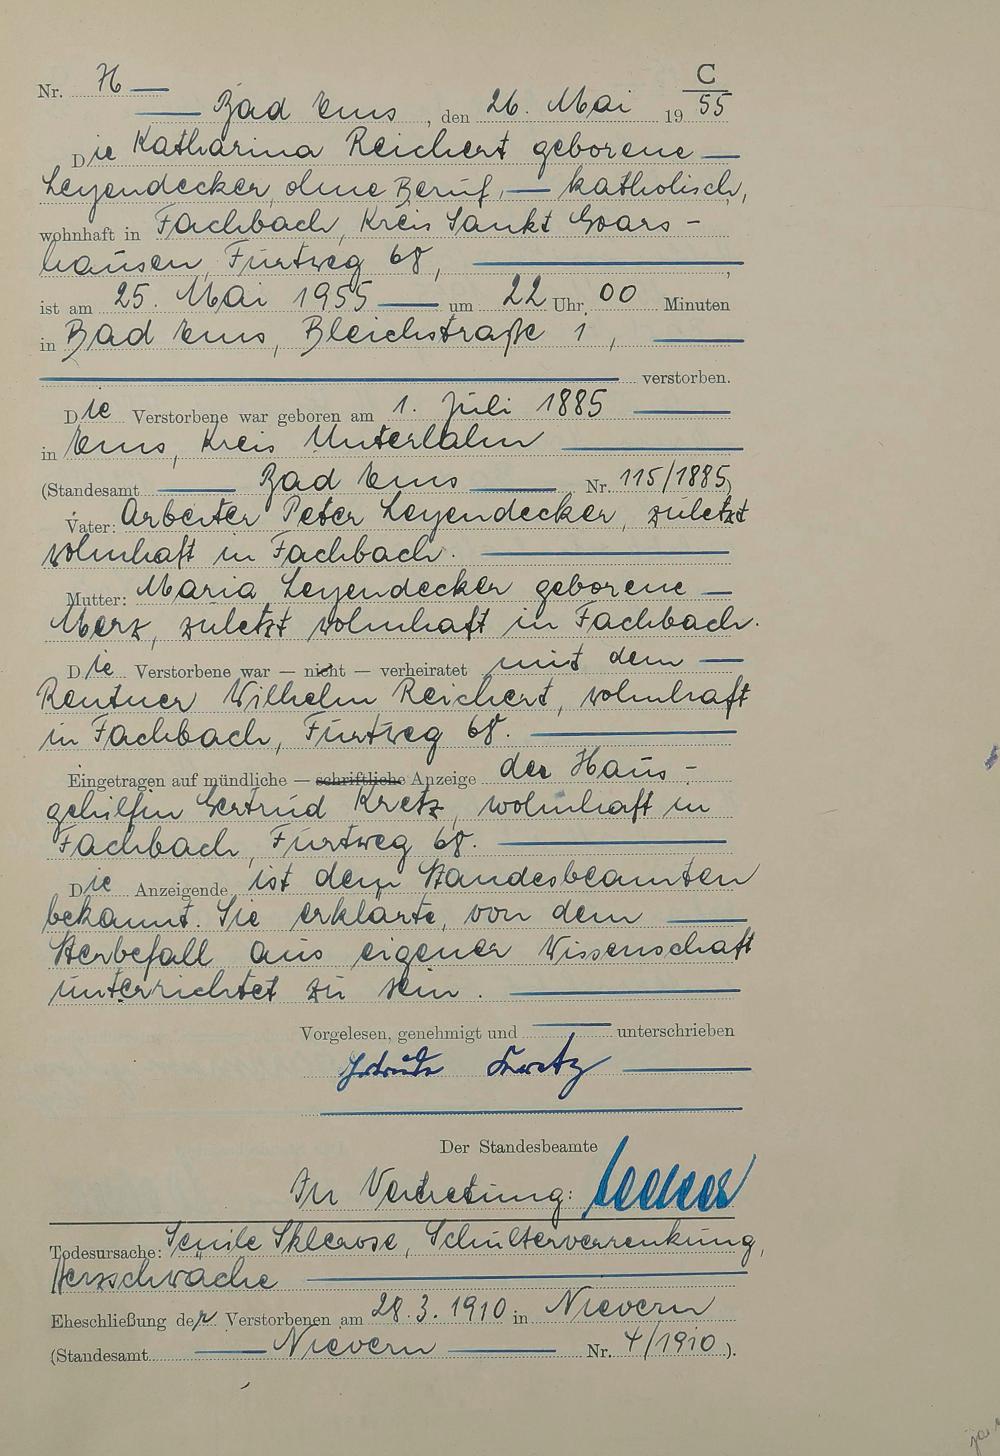 C
Nr. 76
Bad Ems, den 26. Mai 1955
Die Katharina Reichert geborene
Leyendecker, ohne Beruf, — katholisch,
wohnhaft in Fachbach, Kreis Sankt Goars-
hausen, Furtweg 68,
ist am 25. Mai 1955 — um 22 Uhr 00 Minuten
in Bad Ems, Bleichstraße 1,
verstorben.
Die Verstorbene war geboren am 1. Juli 1885
in Ems, Kreis Unterlahn
(Standesamt Bad Ems Nr. 115/1885)
Vater: Arbeiter Peter Leyendecker, zuletzt
wohnhaft in Fachbach.
Mutter: Maria Leyendecker geborene
Merz, zuletzt wohnhaft in Fachbach.
Die Verstorbene war — nicht — verheiratet mit dem
Rentner Wilhelm Reichert, wohnhaft
in Fachbach, Furtweg 68.
Eingetragen auf mündliche — schriftliche Anzeige der Haus-
gehilfin Gertrud Kretz, wohnhaft in
Fachbach, Furtweg 68.
Die Anzeigende ist dem Standesbeamten
bekannt. Sie erklärte, von dem
Sterbefall aus eigener Wissenschaft
unterrichtet zu sein.
Vorgelesen, genehmigt und unterschrieben
Kretz
Der Standesbeamte
In Vertretung:
Todesursache: Senile Sklerose, Schulterverrenkung,
Herzschwäche
Eheschließung der Verstorbenen am 28.3.1910 in Nievern
(Standesamt Nievern Nr. 4/1910).